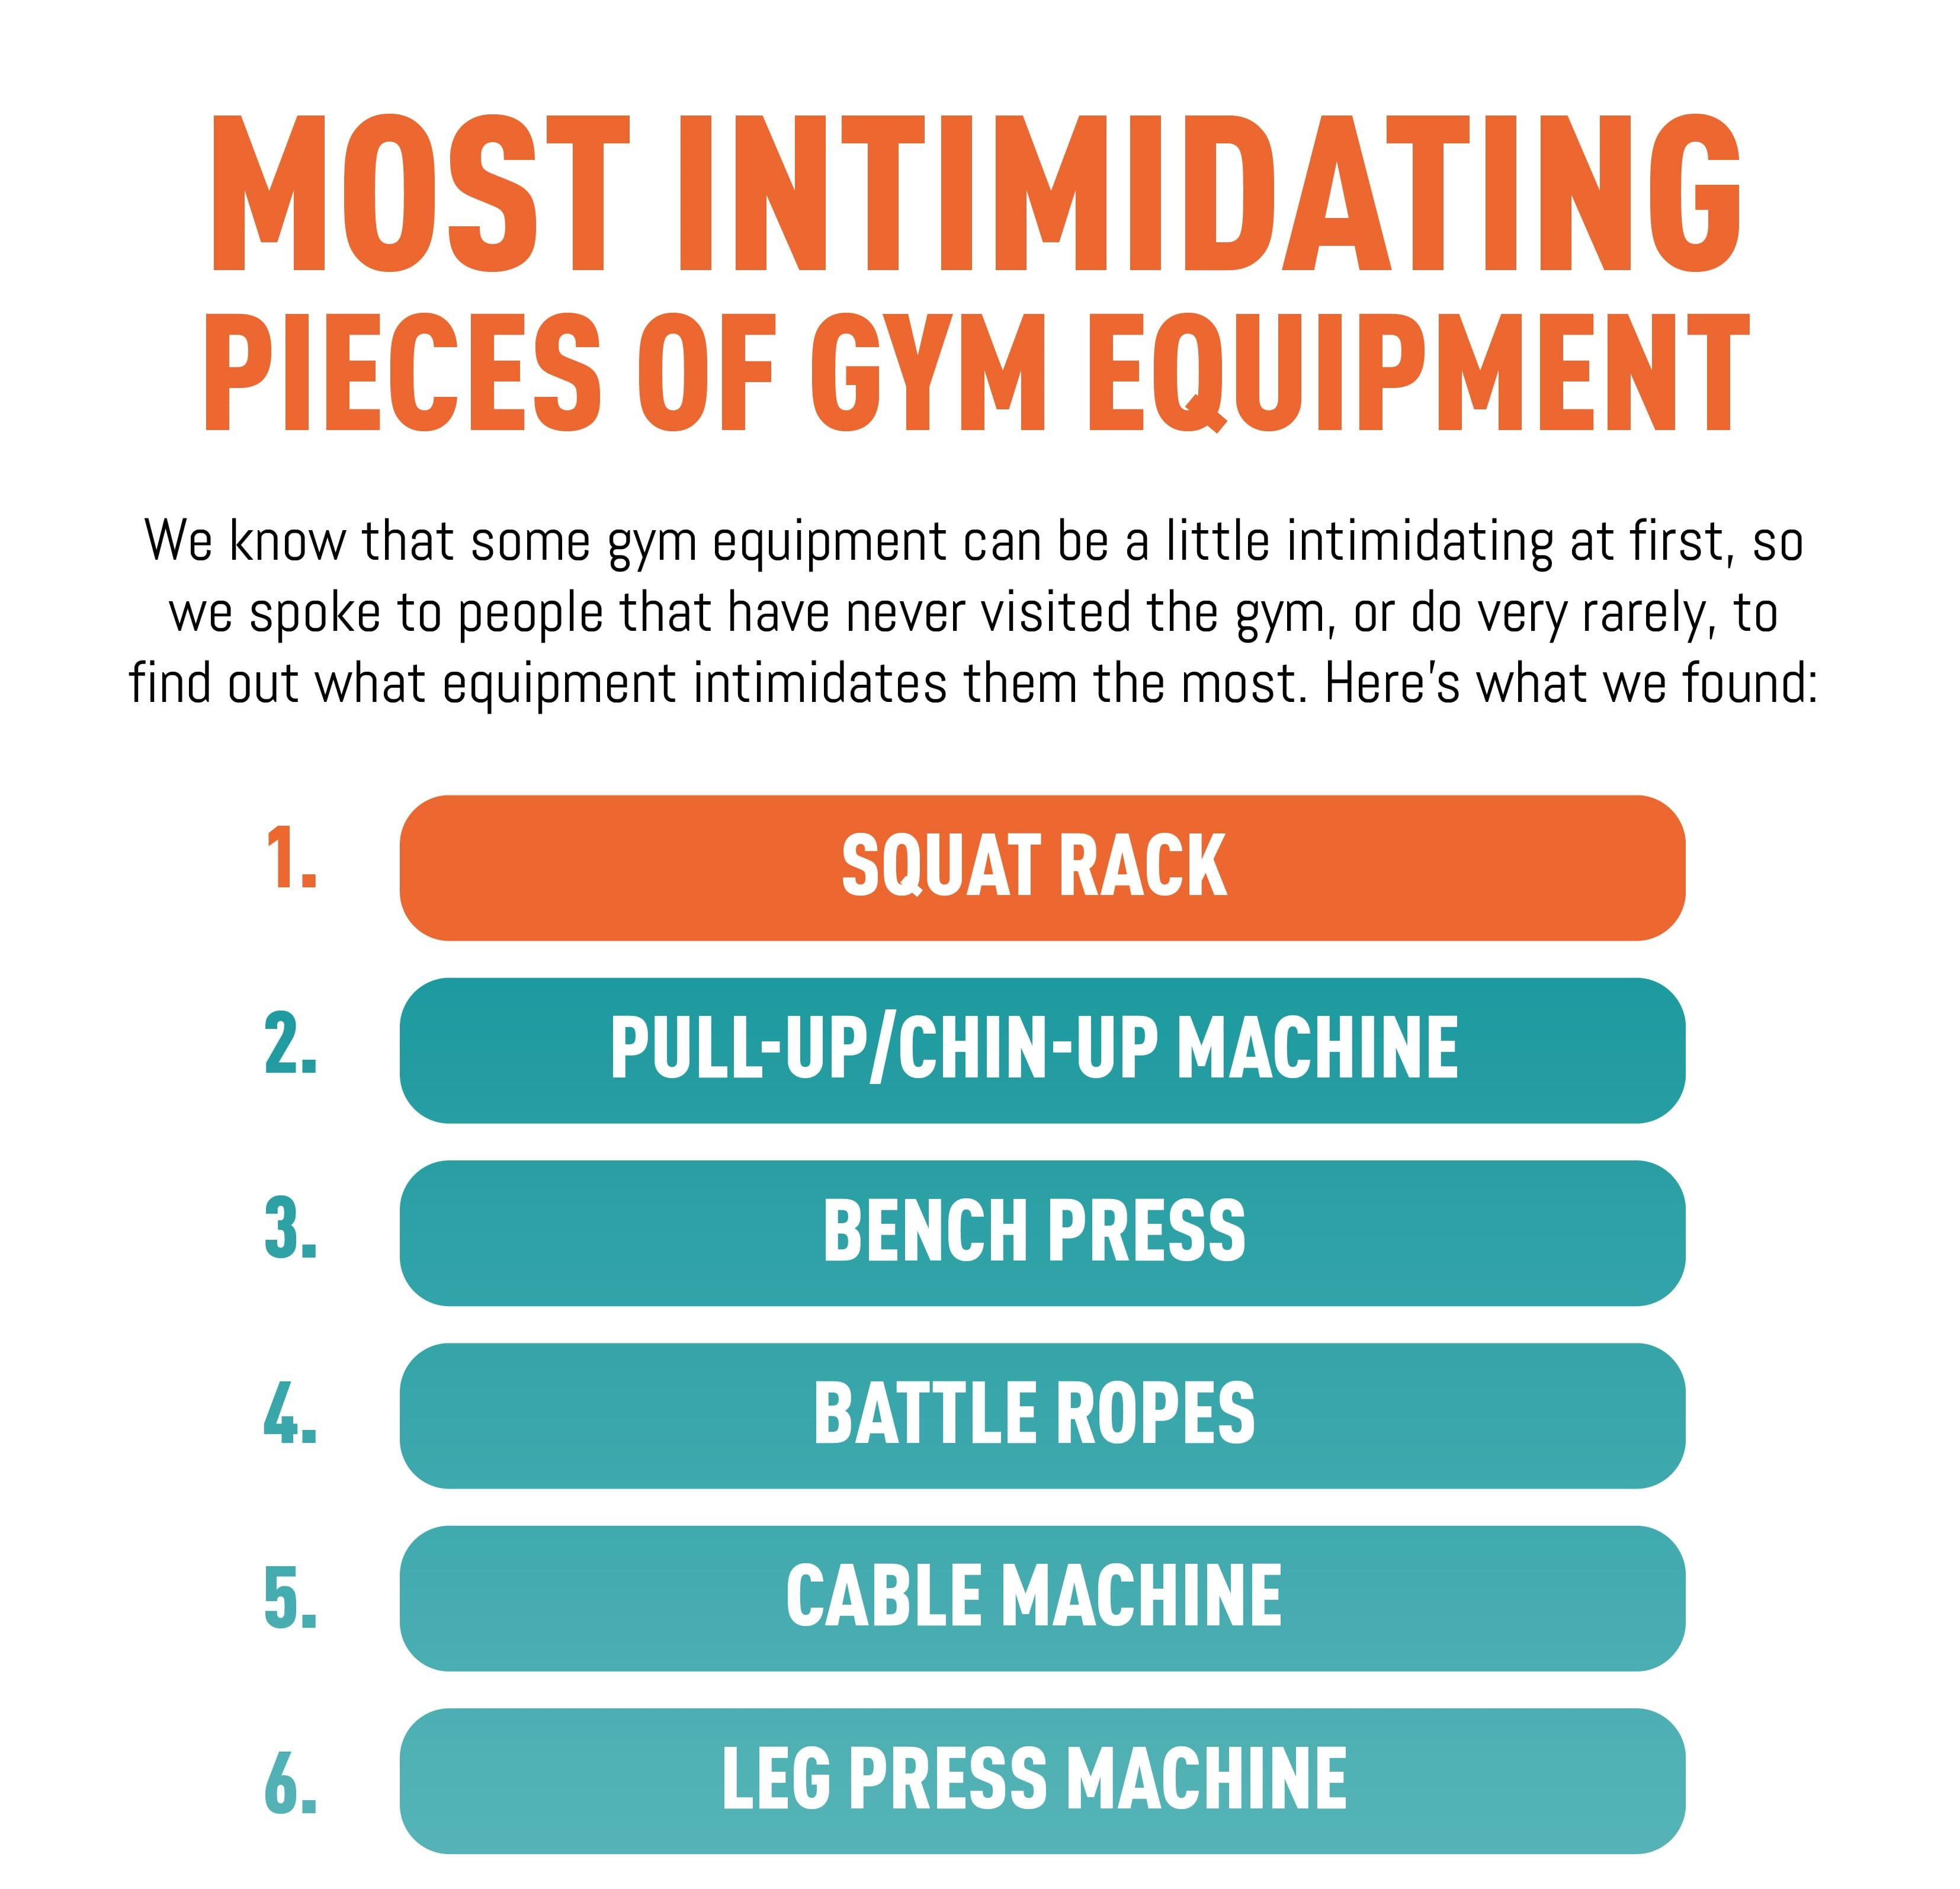 MOST INTIMIDATING
PIECES OF GYM EQUIPMENT
We know that some gym equipment can be a little intimidating at first, so
we spoke to people that have never visited the gym, or do very rarely, to
find out what equipment intimidates them the most. Here's what we found:
1. SQUAT RACK
2. PULL-UP/CHIN-UP MACHINE
3. BENCH PRESS
4. BATTLE ROPES
5. CABLE MACHINE
6. LEG PRESS MACHINE